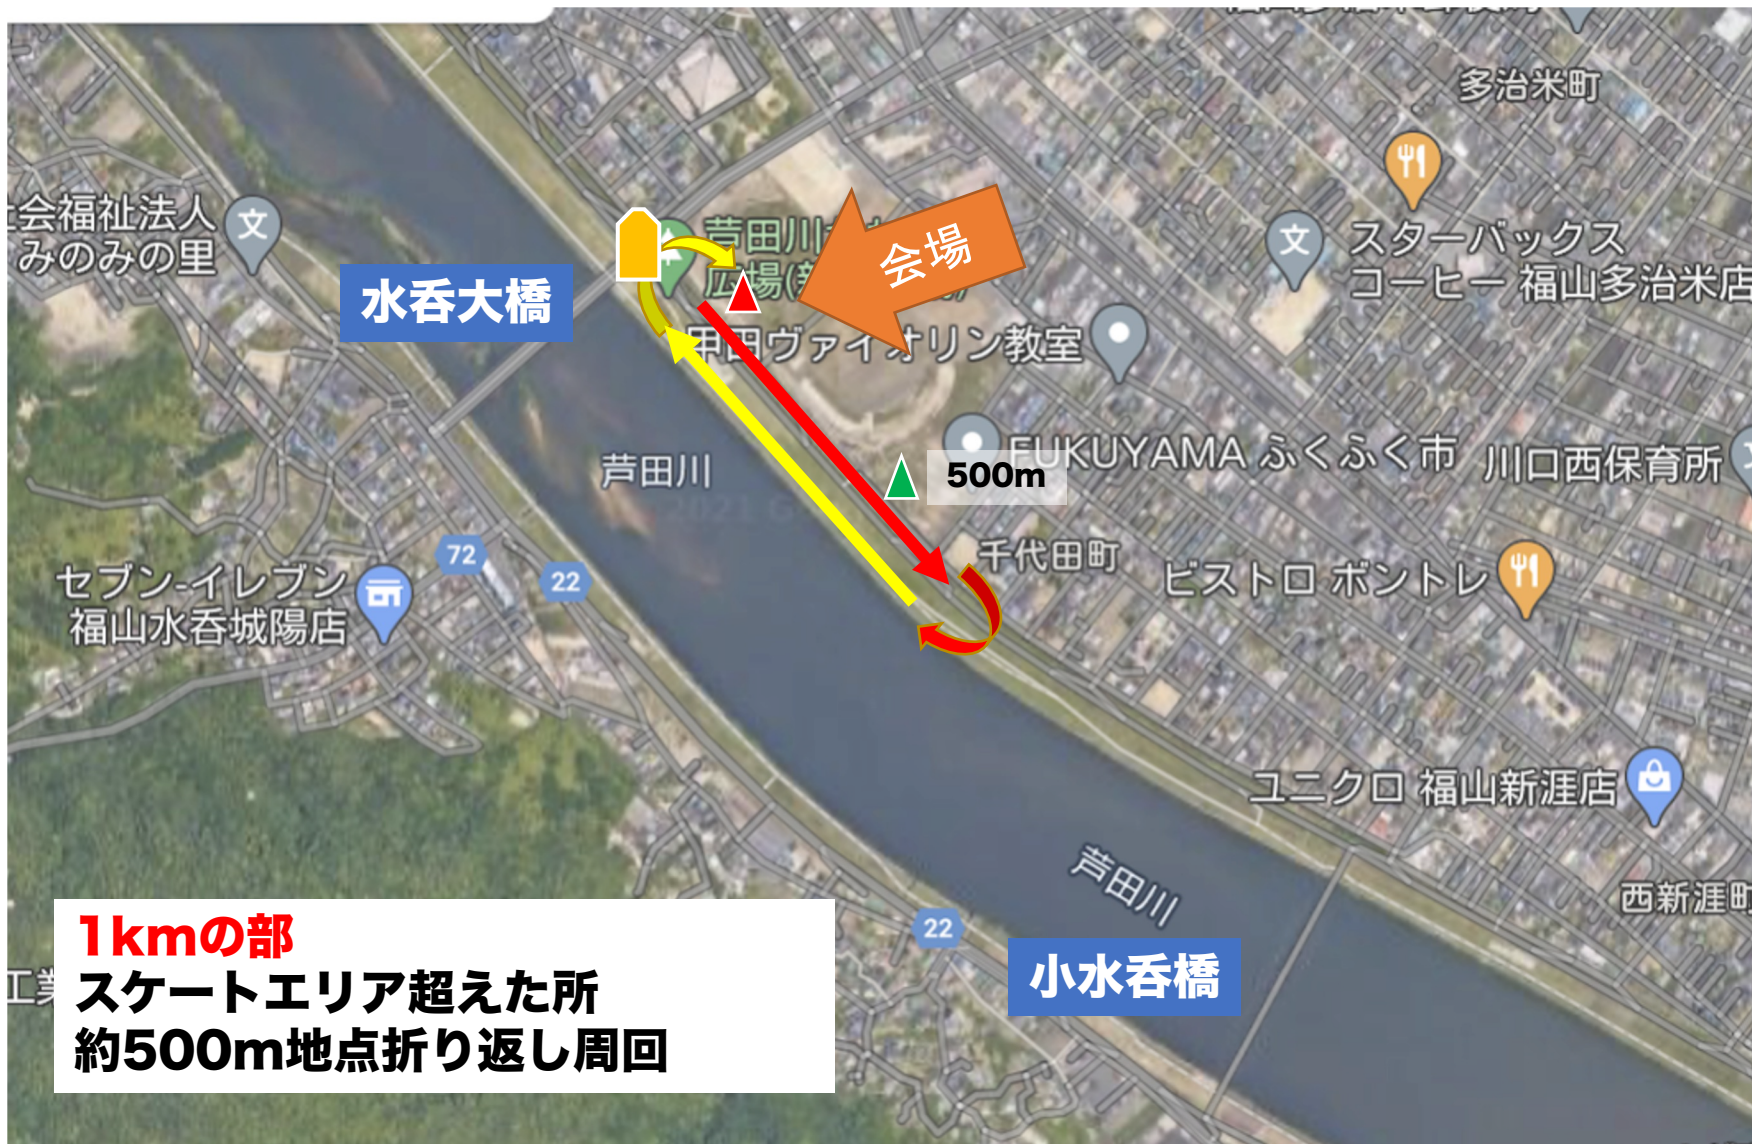 多治米町
会福祉法人
みのみの里
文
芦田川
広場(
会場
文
スターバックス
コーヒー 福山多治米店
水呑大橋
甲田ヴァイオリン教室
芦田川
FUKUYAMA ふくふく市
500m
川口西保育所
千代田町
72
22
セブン-イレブン
福山水呑城陽店
ビストロ ボントレ
ユニクロ 福山新涯店
芦田川
西新涯町
22
小水呑橋
工業
1kmの部
スケートエリア超えた所
約500m地点折り返し周回